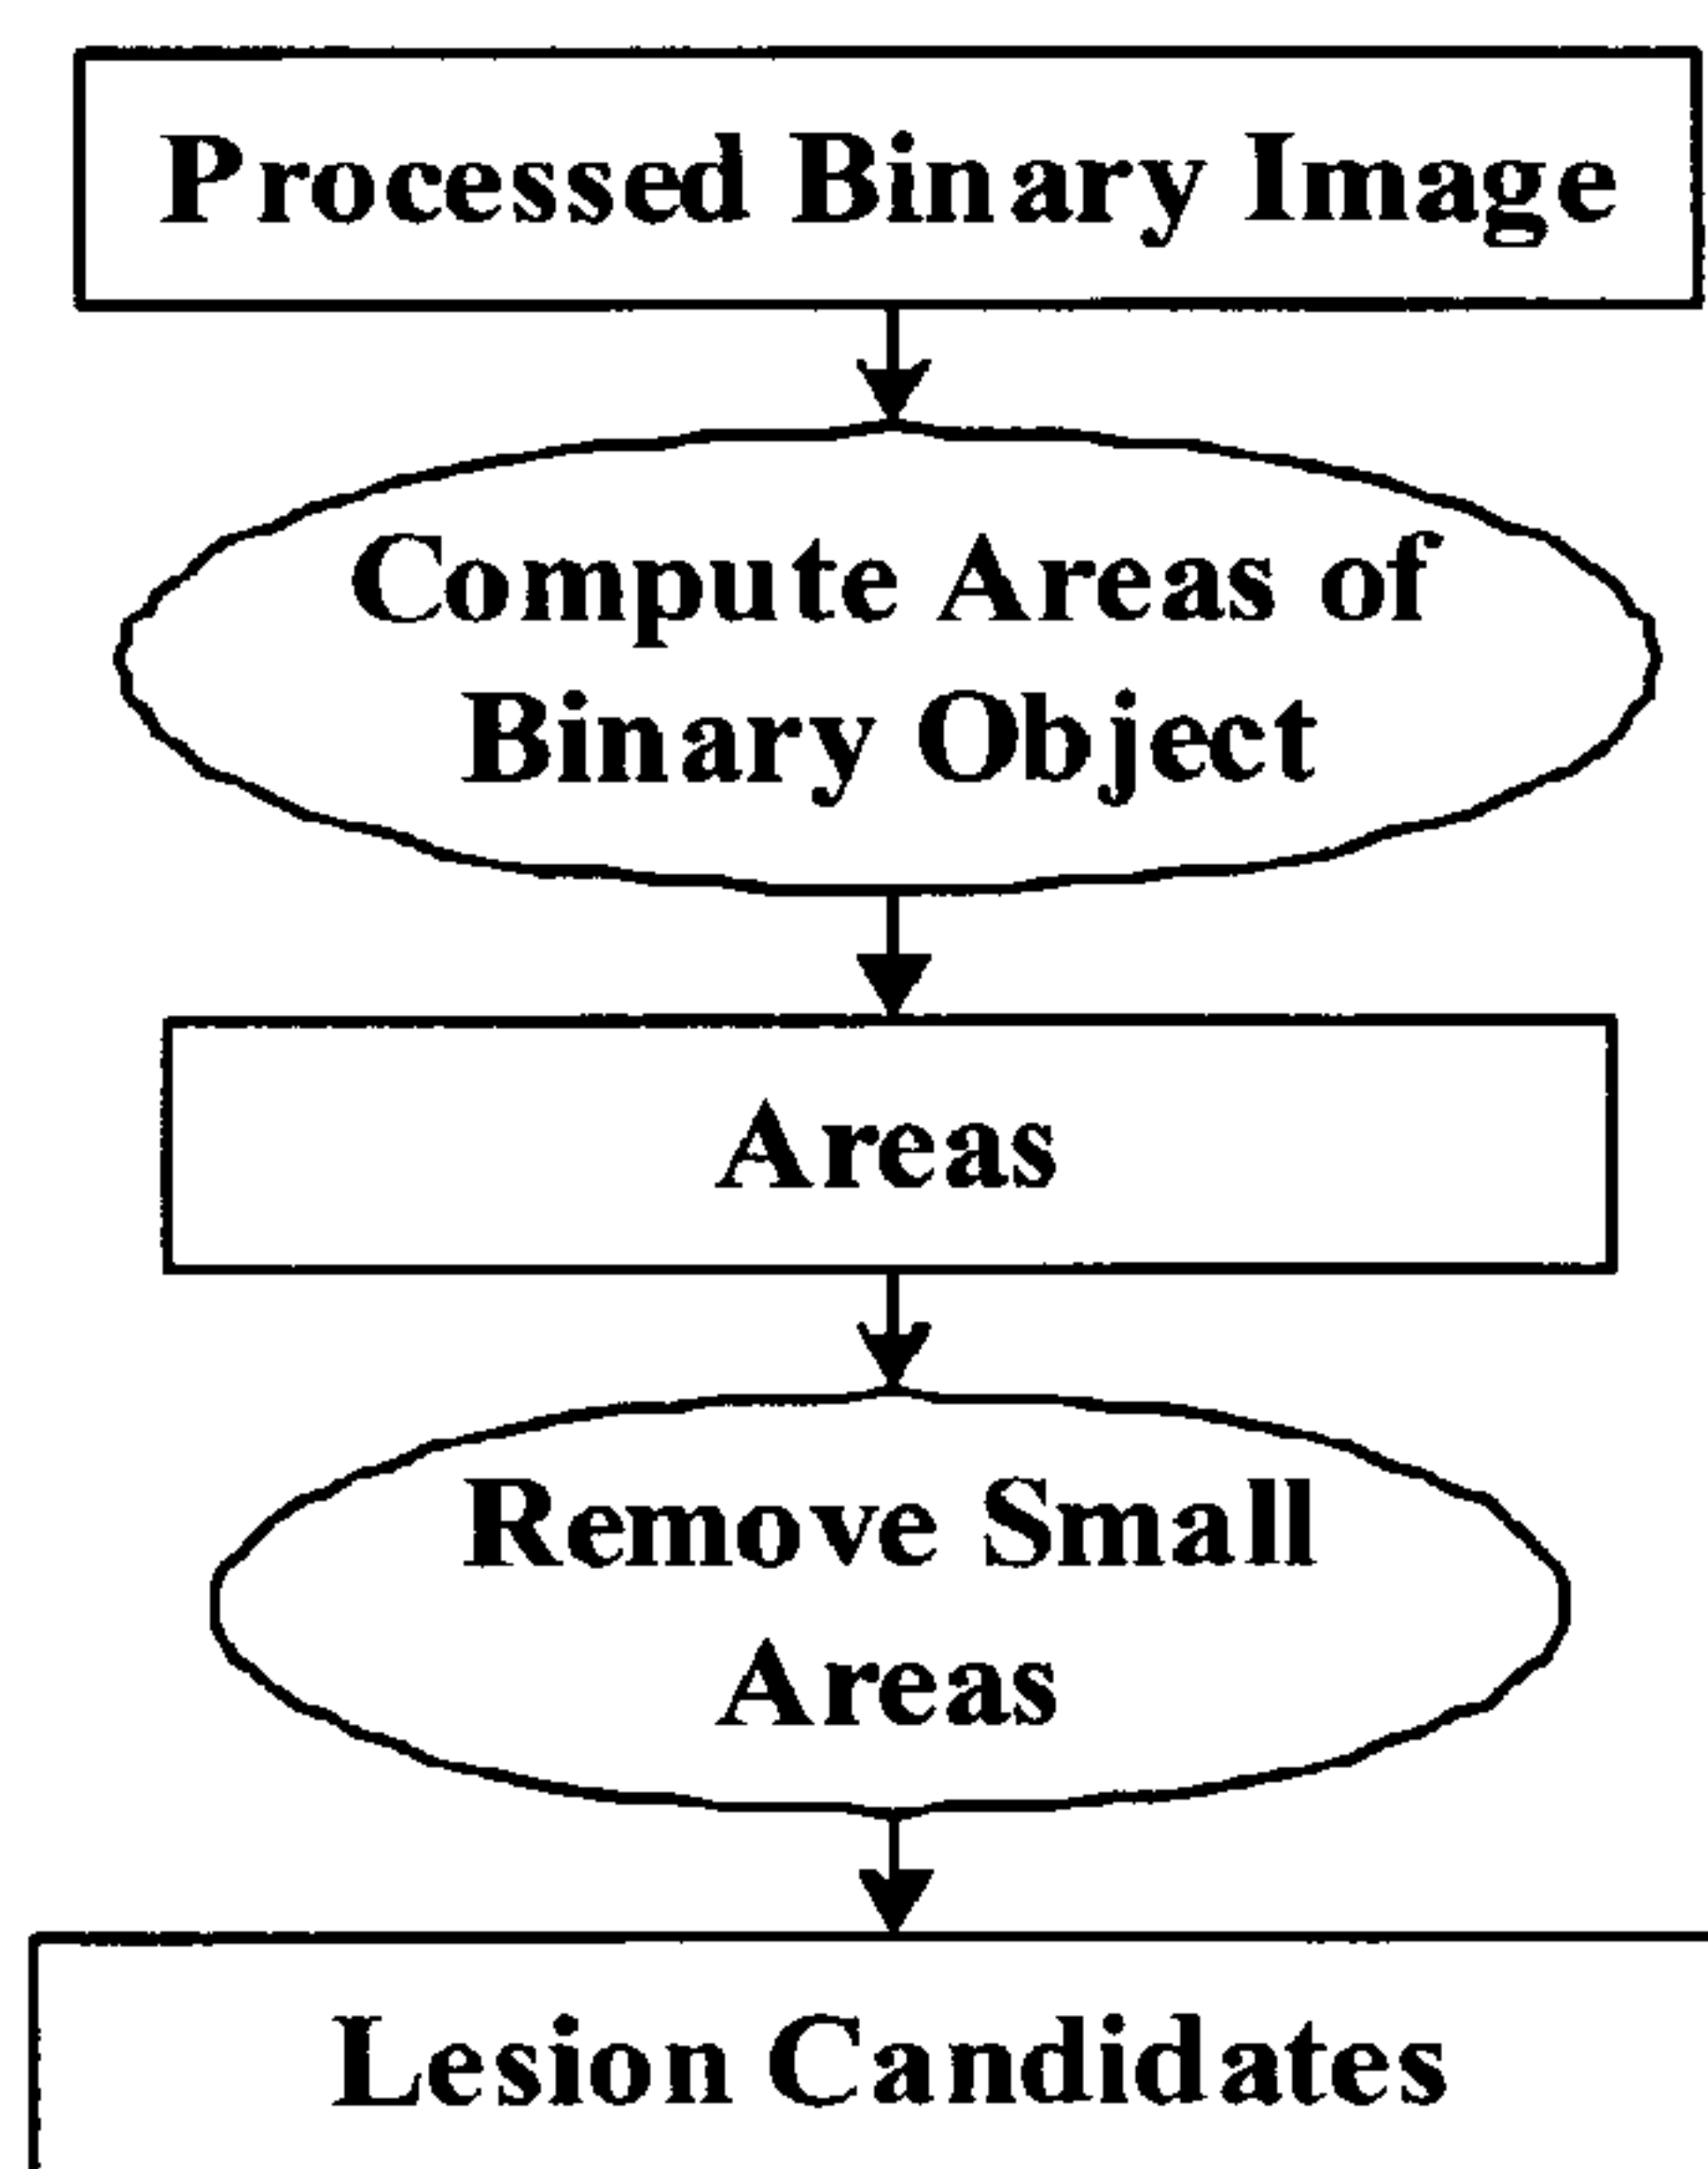 Processed Binary Image
Compute Areas of
Binary Object
Areas
Remove Small
Areas
Lesion Candidates